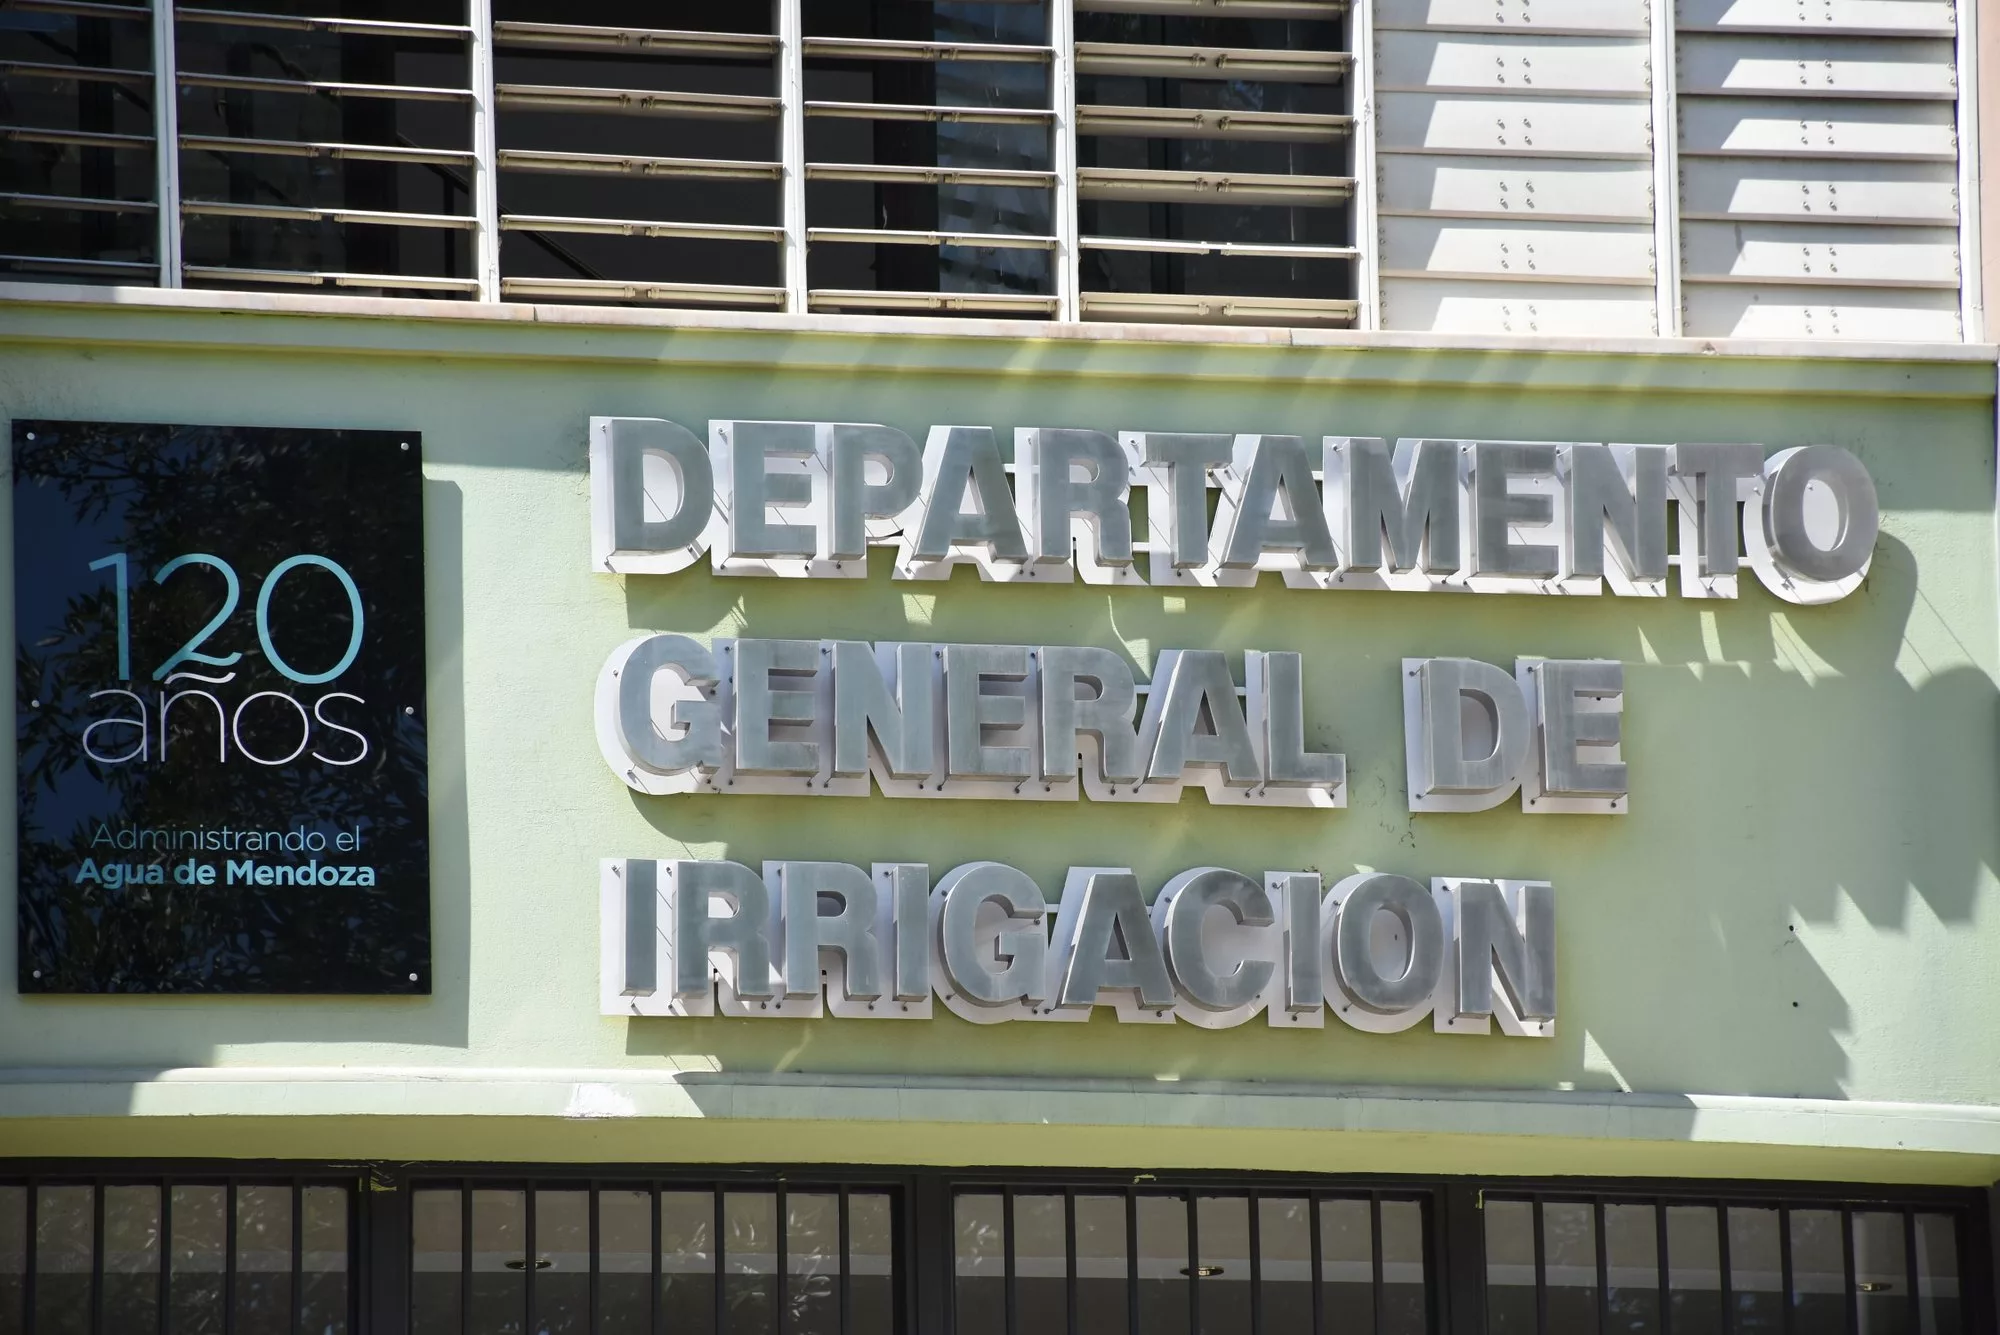 120
años
Administrando el
Agua de Mendoza
DEPARTAMENTO
GENERAL DE
IRRIGACION